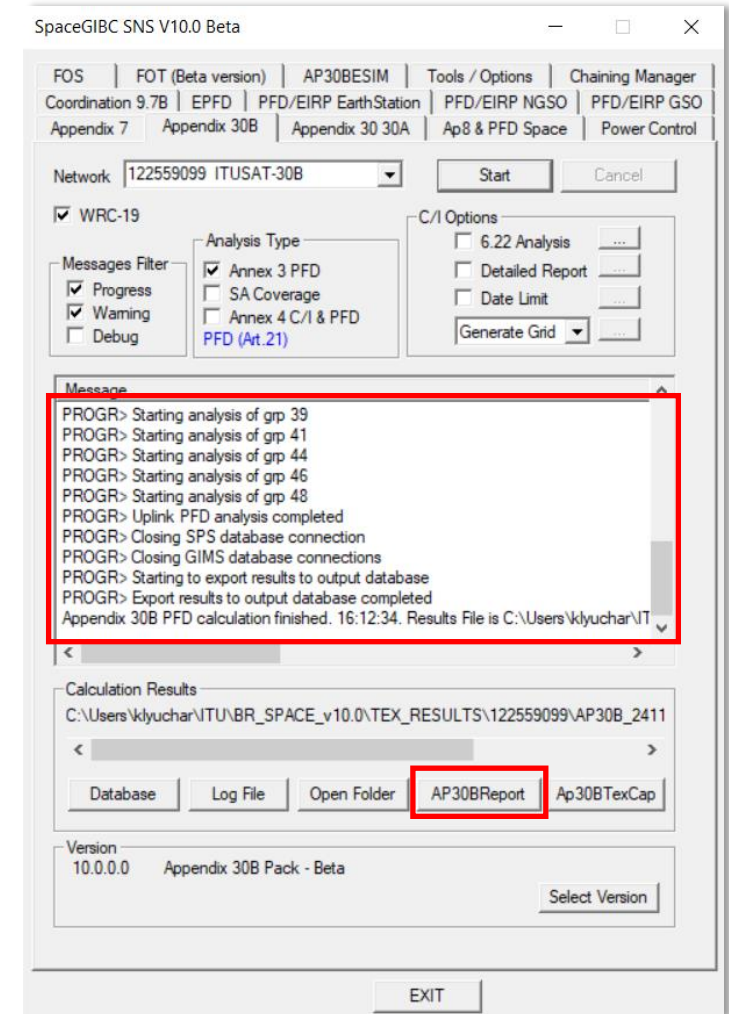 SpaceGIBC SNS V10.0 Beta
FOS FOT (Beta version) AP30BESIM Tools / Options Chaining Manager
Coordination 9.7B EPFD PFD/EIRP EarthStation PFD/EIRP NGSO PFD/EIRP GSO
Appendix 7 Appendix 30B Appendix 30 30A Ap8 & PFD Space Power Control
Network 122559099 ITUSAT-30B Start Cancel
WRC-19
Messages Filter
Progress
Warning
Debug
Analysis Type
Annex 3 PFD
SA Coverage
Annex 4 C/I & PFD
PFD (Art.21)
C/I Options
6.22 Analysis ...
Detailed Report ...
Date Limit ...
Generate Grid ...
Message
PROGR> Starting analysis of grp 39
PROGR> Starting analysis of grp 41
PROGR> Starting analysis of grp 44
PROGR> Starting analysis of grp 46
PROGR> Starting analysis of grp 48
PROGR> Uplink PFD analysis completed
PROGR> Closing SPS database connection
PROGR> Closing GIMS database connections
PROGR> Starting to export results to output database
PROGR> Export results to output database completed
Appendix 30B PFD calculation finished. 16:12:34. Results File is C:\Users\klyuchar\IT
Calculation Results
C:\Users\klyuchar\ITU\BR_SPACE_v10.0\TEX_RESULTS\122559099\AP30B_2411
Database Log File Open Folder AP30BReport Ap30BTexCap
Version
10.0.0.0 Appendix 30B Pack - Beta
Select Version
EXIT